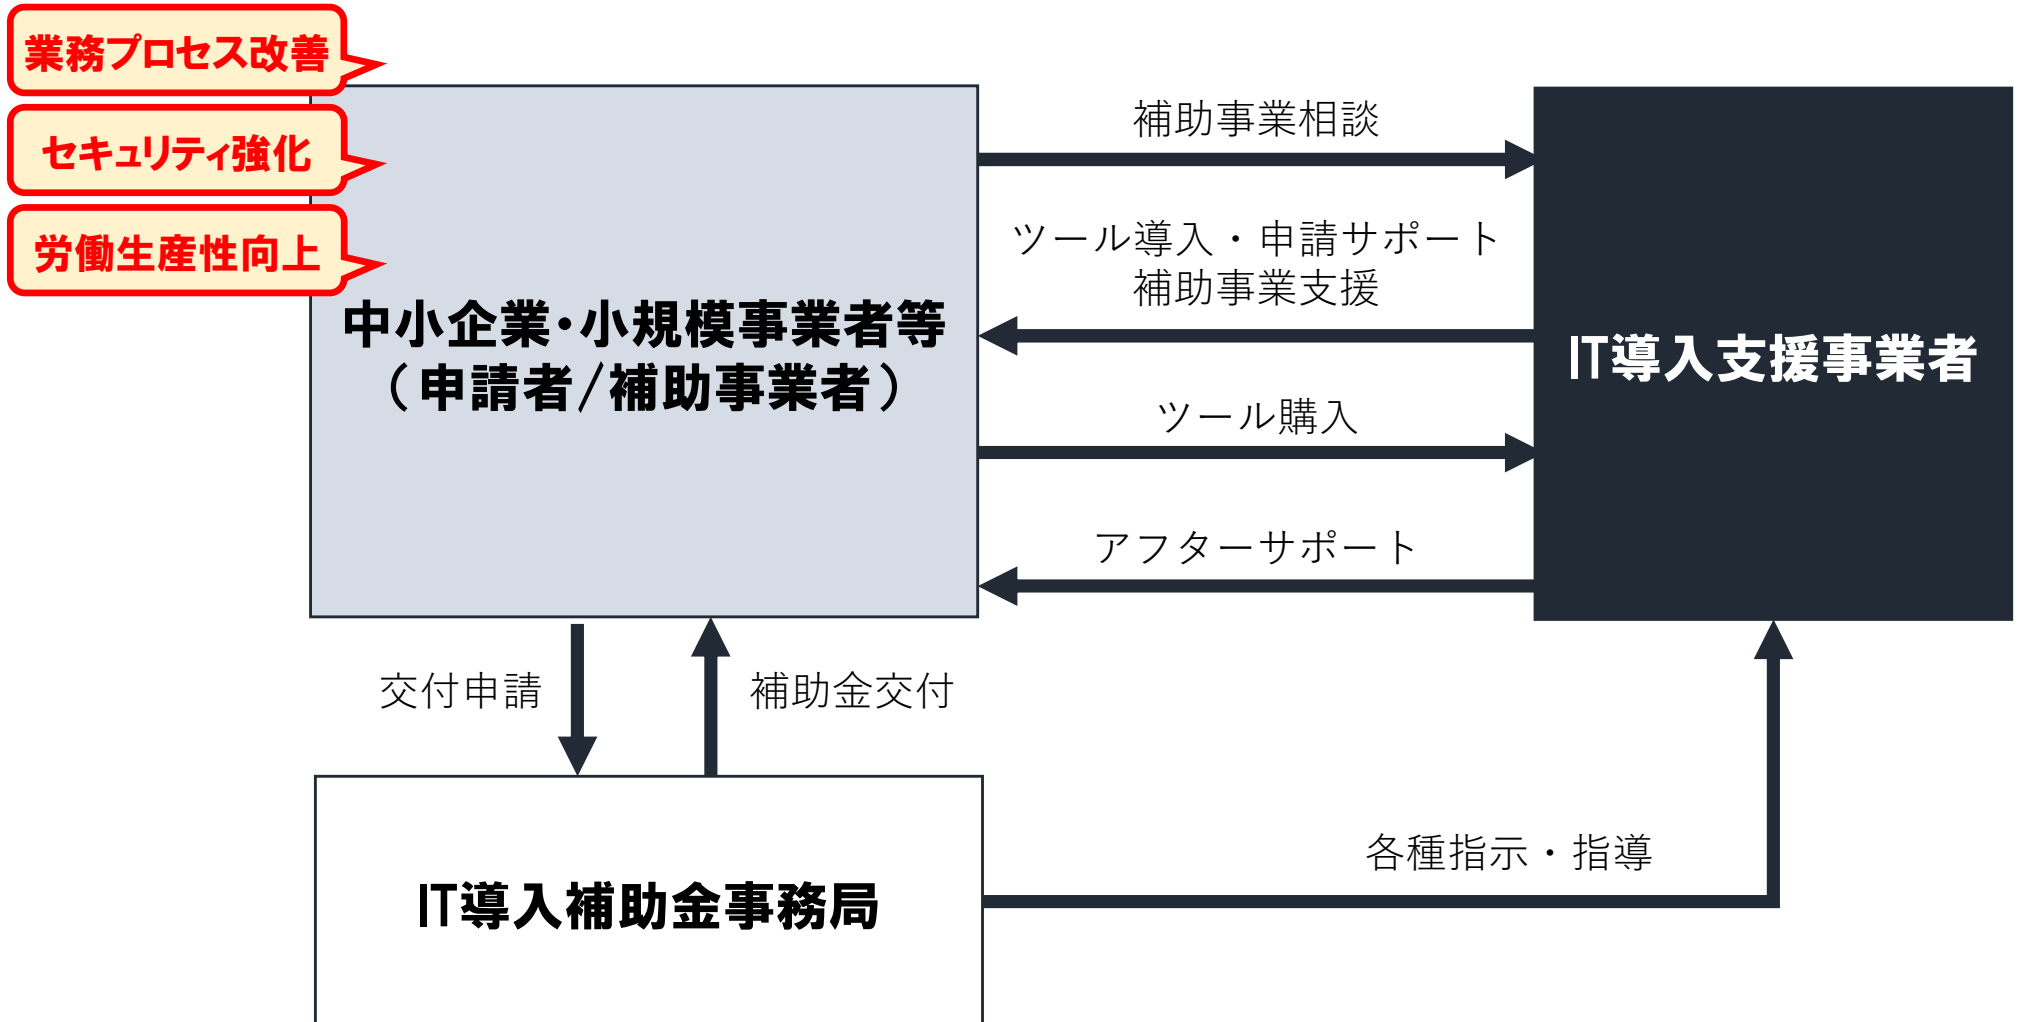 業務プロセス改善
セキュリティ強化
労働生産性向上
中小企業・小規模事業者等
（申請者/補助事業者）
補助事業相談
ツール導入・申請サポート
補助事業支援
ツール購入
アフターサポート
IT導入支援事業者
交付申請
補助金交付
各種指示・指導
IT導入補助金事務局